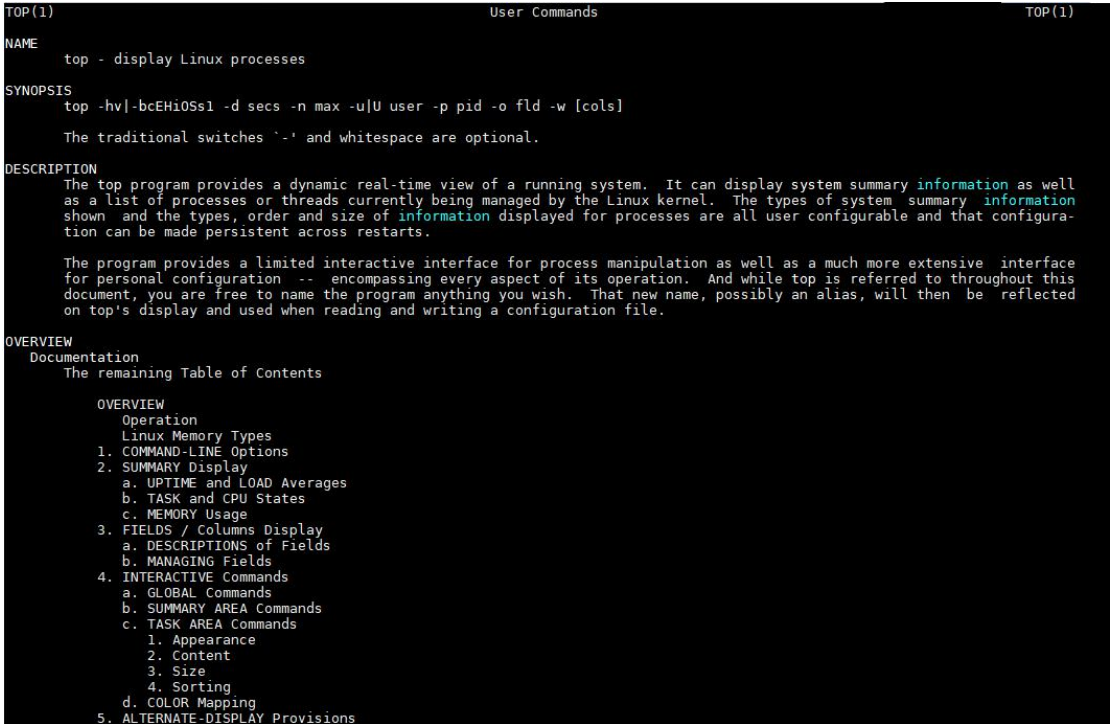 TOP(1) User Commands TOP(1)
NAME
top - display Linux processes
SYNOPSIS
top -hv|-bcEHiOSs1 -d secs -n max -u|U user -p pid -o fld -w [cols]
The traditional switches `-' and whitespace are optional.
DESCRIPTION
The top program provides a dynamic real-time view of a running system.  It can display system summary information as well
as a list of processes or threads currently being managed by the Linux kernel.  The types of system  summary  information
shown  and the types, order and size of information displayed for processes are all user configurable and that configura-
tion can be made persistent across restarts.
The program provides a limited interactive interface for process manipulation as well as a much more extensive  interface
for personal configuration  --  encompassing every aspect of its operation.  And while top is referred to throughout this
document, you are free to name the program anything you wish.  That new name, possibly an alias, will then  be  reflected
on top's display and used when reading and writing a configuration file.
OVERVIEW
Documentation
The remaining Table of Contents
OVERVIEW
Operation
Linux Memory Types
1. COMMAND-LINE Options
2. SUMMARY Display
a. UPTIME and LOAD Averages
b. TASK and CPU States
c. MEMORY Usage
3. FIELDS / Columns Display
a. DESCRIPTIONS of Fields
b. MANAGING Fields
4. INTERACTIVE Commands
a. GLOBAL Commands
b. SUMMARY AREA Commands
c. TASK AREA Commands
1. Appearance
2. Content
3. Size
4. Sorting
d. COLOR Mapping
5. ALTERNATE-DISPLAY Provisions